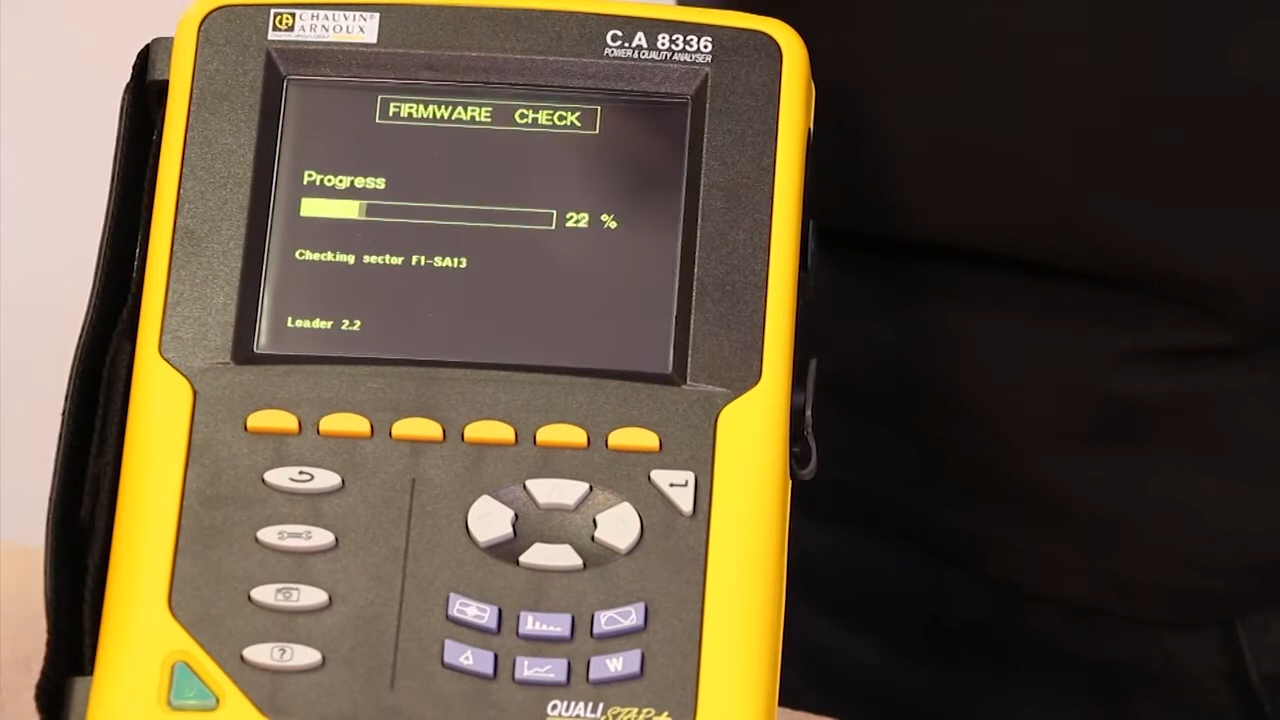 CHAUVIN®
ARNOUX
C.A 8336
POWER & QUALITY ANALYSER
FIRMWARE CHECK
Progress
22 %
Checking sector F1-SA13
Loader 2.2
?
W
QUALISTAR+